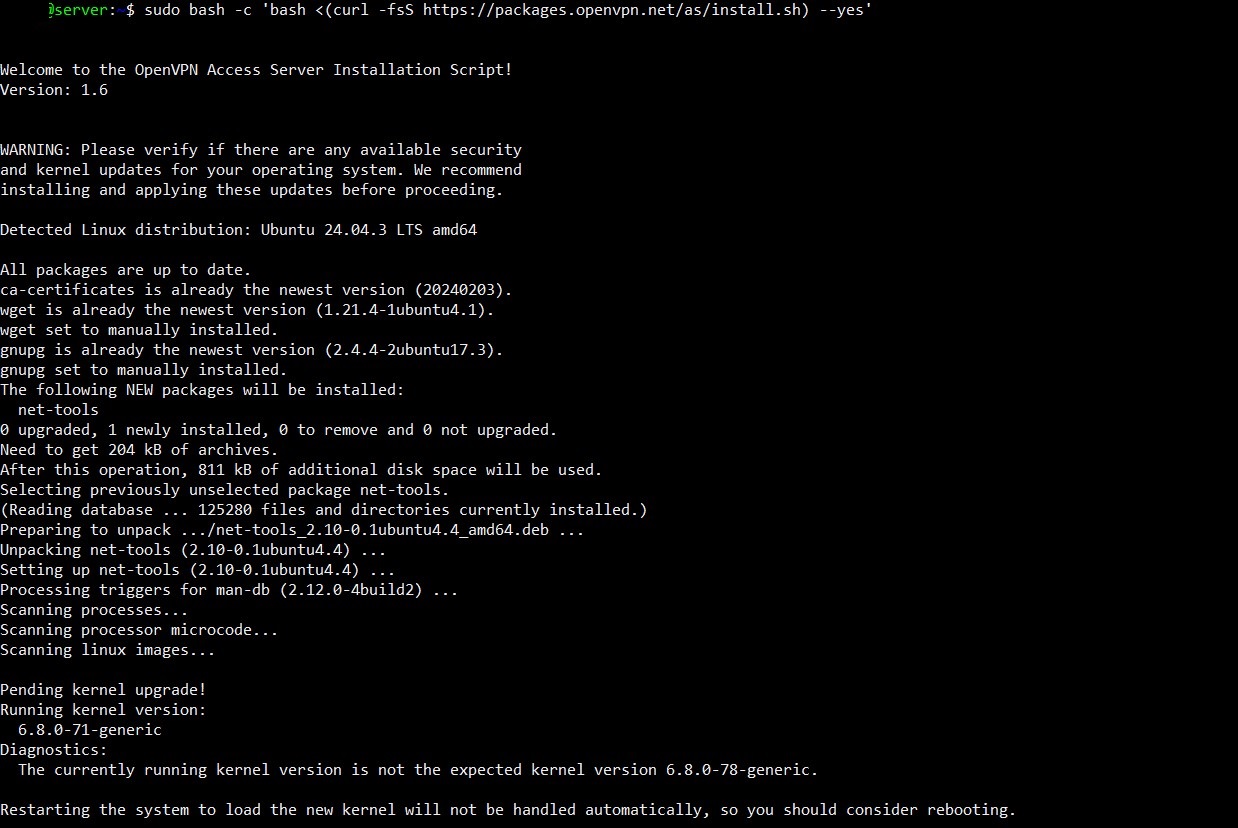 @server:~$ sudo bash -c 'bash <(curl -fsS https://packages.openvpn.net/as/install.sh) --yes'
Welcome to the OpenVPN Access Server Installation Script!
Version: 1.6
WARNING: Please verify if there are any available security
and kernel updates for your operating system. We recommend
installing and applying these updates before proceeding.
Detected Linux distribution: Ubuntu 24.04.3 LTS amd64
All packages are up to date.
ca-certificates is already the newest version (20240203).
wget is already the newest version (1.21.4-1ubuntu4.1).
wget set to manually installed.
gnupg is already the newest version (2.4.4-2ubuntu17.3).
gnupg set to manually installed.
The following NEW packages will be installed:
  net-tools
0 upgraded, 1 newly installed, 0 to remove and 0 not upgraded.
Need to get 204 kB of archives.
After this operation, 811 kB of additional disk space will be used.
Selecting previously unselected package net-tools.
(Reading database ... 125280 files and directories currently installed.)
Preparing to unpack .../net-tools_2.10-0.1ubuntu4.4_amd64.deb ...
Unpacking net-tools (2.10-0.1ubuntu4.4) ...
Setting up net-tools (2.10-0.1ubuntu4.4) ...
Processing triggers for man-db (2.12.0-4build2) ...
Scanning processes...
Scanning processor microcode...
Scanning linux images...
Pending kernel upgrade!
Running kernel version:
  6.8.0-71-generic
Diagnostics:
  The currently running kernel version is not the expected kernel version 6.8.0-78-generic.
Restarting the system to load the new kernel will not be handled automatically, so you should consider rebooting.